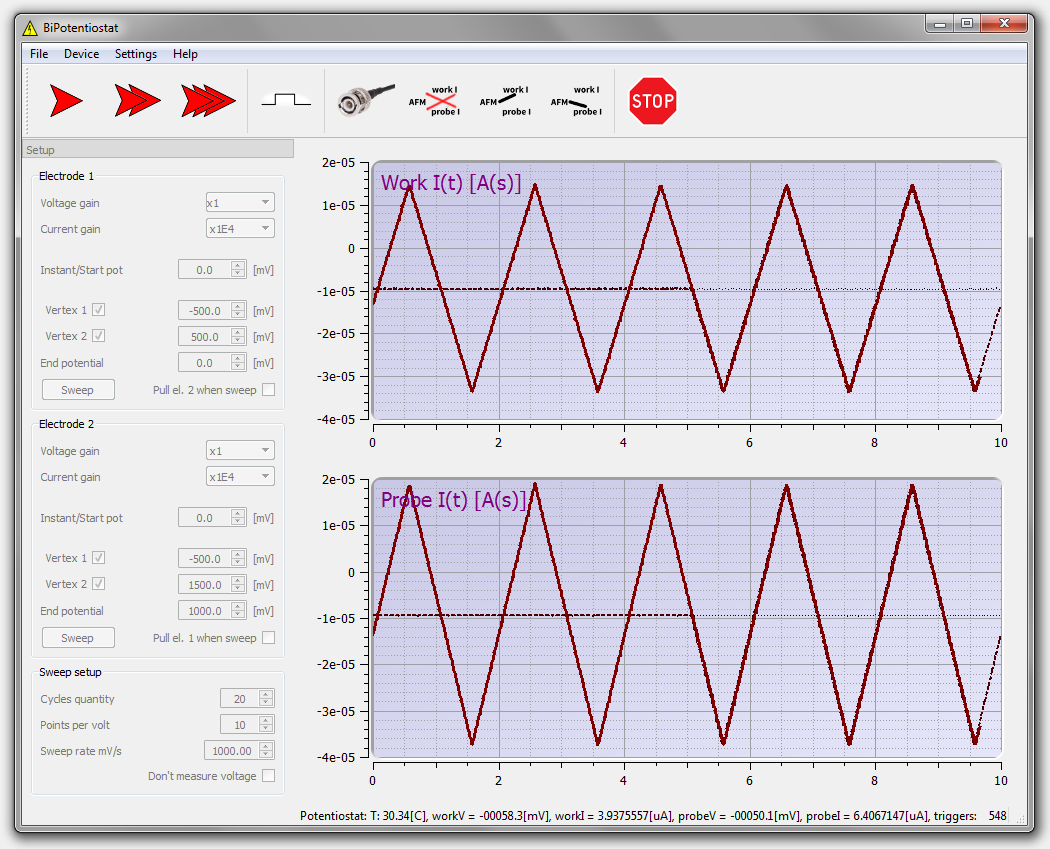 BiPotentiostat
File Device Settings Help
work I
AFM
probe I
work I
AFM
probe I
work I
AFM
probe I
STOP
Setup
Electrode 1
Voltage gain x1
Current gain x1E4
Instant/Start pot 0.0 [mV]
Vertex 1 -500.0 [mV]
Vertex 2 500.0 [mV]
End potential 0.0 [mV]
Sweep Pull el. 2 when sweep
Electrode 2
Voltage gain x1
Current gain x1E4
Instant/Start pot 0.0 [mV]
Vertex 1 -500.0 [mV]
Vertex 2 1500.0 [mV]
End potential 1000.0 [mV]
Sweep Pull el. 1 when sweep
Sweep setup
Cycles quantity 20
Points per volt 10
Sweep rate mV/s 1000.00
Don't measure voltage
Work I(t) [A(s)]
2e-05
1e-05
0
-1e-05
-2e-05
-3e-05
-4e-05
0 2 4 6 8 10
Probe I(t) [A(s)]
2e-05
1e-05
0
-1e-05
-2e-05
-3e-05
-4e-05
0 2 4 6 8 10
Potentiostat: T: 30.34[C], workV = -00058.3[mV], workI = 3.9375557[uA], probeV = -00050.1[mV], probeI = 6.4067147[uA], triggers: 548